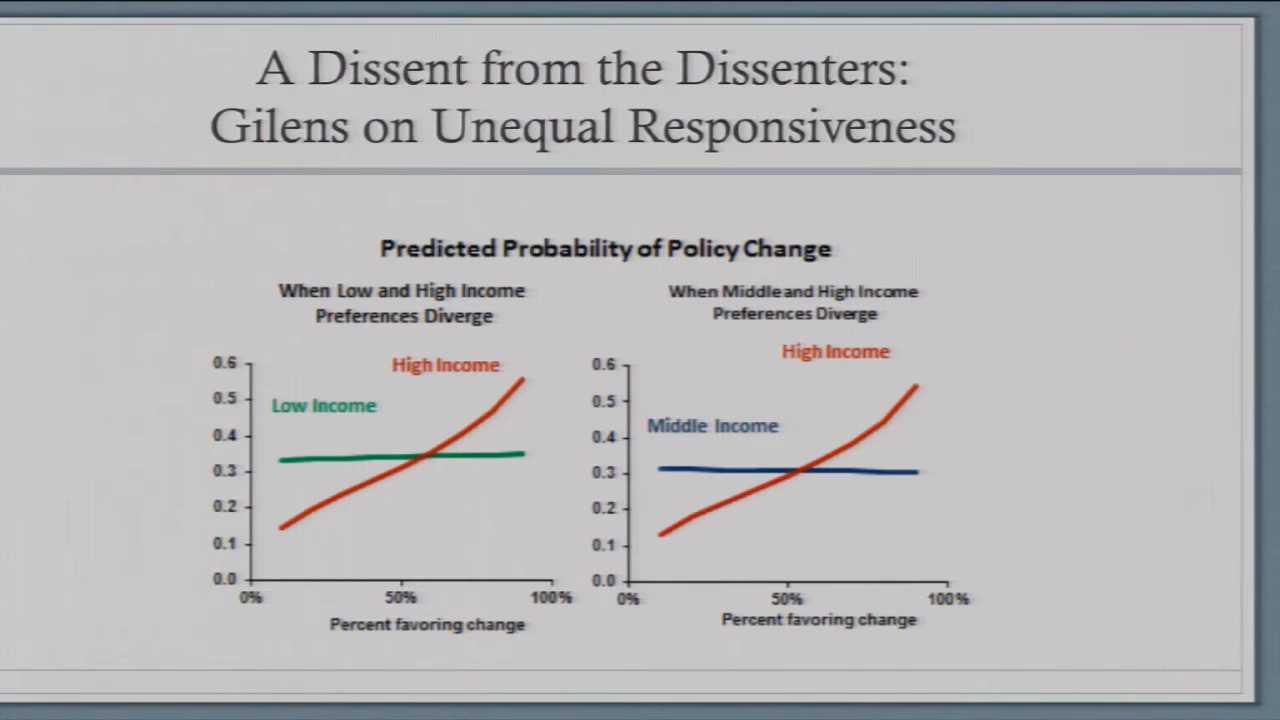 A Dissent from the Dissenters:
Gilens on Unequal Responsiveness
Predicted Probability of Policy Change
When Low and High Income
Preferences Diverge
0.6
0.5
0.4
0.3
0.2
0.1
0.0
High Income
Low Income
0%
50%
100%
Percent favoring change
When Middle and High Income
Preferences Diverge
0.6
0.5
0.4
0.3
0.2
0.1
0.0
High Income
Middle Income
0%
50%
100%
Percent favoring change